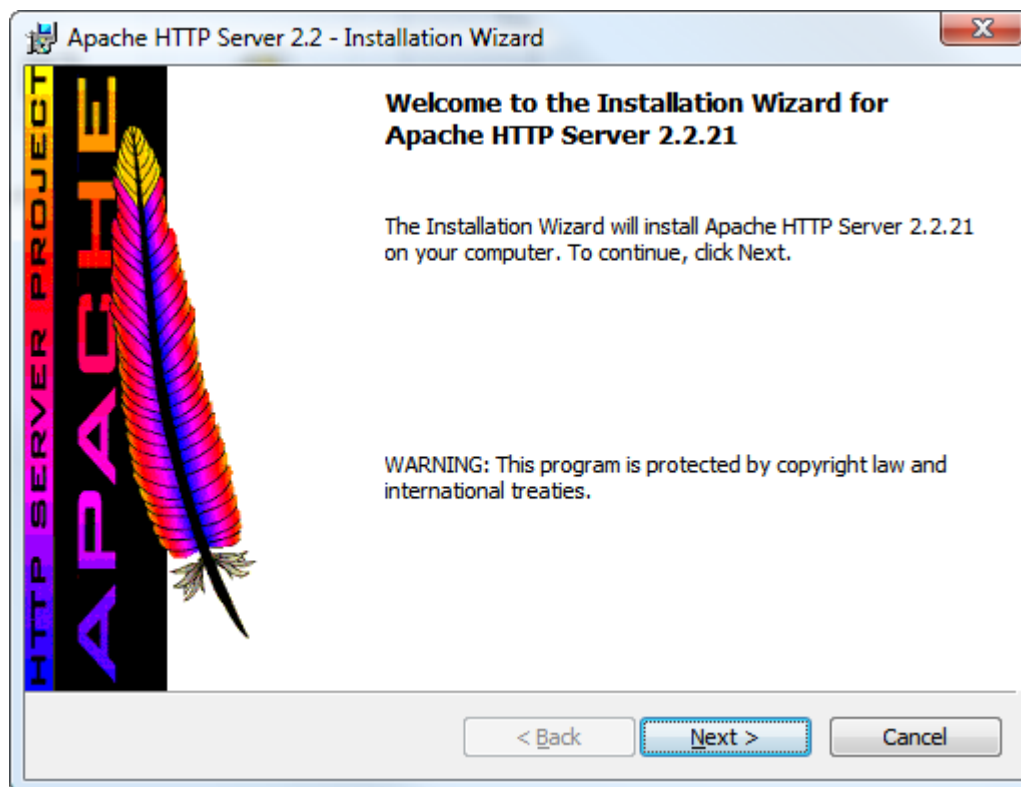 Apache HTTP Server 2.2 - Installation Wizard
X
HTTP SERVER PROJECT
APACHE
Welcome to the Installation Wizard for
Apache HTTP Server 2.2.21
The Installation Wizard will install Apache HTTP Server 2.2.21
on your computer. To continue, click Next.
WARNING: This program is protected by copyright law and
international treaties.
< Back
Next >
Cancel